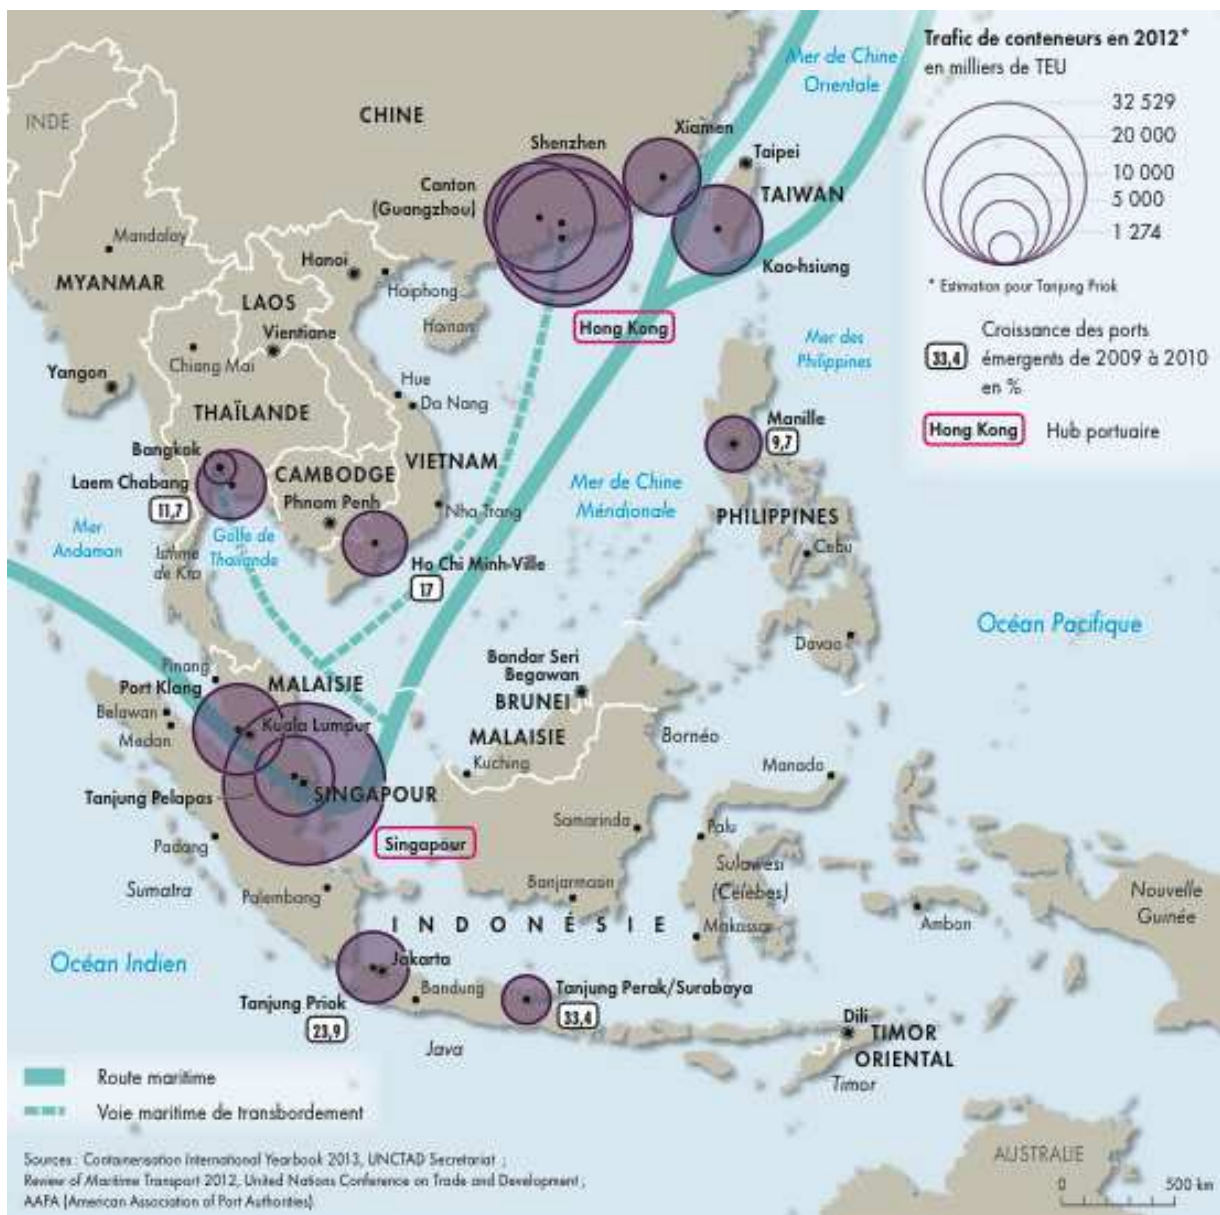 Trafic de conteneurs en 2012*
en milliers de TEU
32 529
20 000
10 000
5 000
1 274
* Estimation pour Tanjung Priok
33,4
Croissance des ports
émergents de 2009 à 2010
en %
Hong Kong
Hub portuaire
Mer de Chine
Orientale
INDE
CHINE
Shenzhen
Xiamen
Taipei
Canton
(Guangzhou)
TAIWAN
Mandalay
Hanoi
Kao-hsiung
MYANMAR
Haiphong
LAOS
Hainan
Hong Kong
Vientiane
Mer des
Philippines
Chiang Mai
Yangon
Hue
Da Nang
THAÏLANDE
Manille
9,7
Bangkok
VIETNAM
CAMBODGE
Laem Chabang
11,7
Phnom Penh
Mer de Chine
Méridionale
Nha Trang
PHILIPPINES
Mer
Andaman
Golfe de
Thaïlande
Isthme
de Kra
Cebu
Ho Chi Minh-Ville
17
Océan Pacifique
Davao
Bandar Seri
Begawan
Pinang
MALAISIE
Port Klang
BRUNEI
Belawan
Kuala Lumpur
Medan
MALAISIE
Bornéo
Kuching
Manado
Tanjung Pelapas
SINGAPOUR
Samarinda
Palu
Padang
Singapour
Sulawesi
(Célèbes)
Sumatra
Palembang
Banjarmasin
Nouvelle
Guinée
INDONÉSIE
Makassar
Ambon
Océan Indien
Jakarta
Bandung
Tanjung Perak/Surabaya
33,4
Tanjung Priok
23,9
Java
Dili
TIMOR
ORIENTAL
Timor
Route maritime
Voie maritime de transbordement
AUSTRALIE
0 500 km
Sources : Containerisation International Yearbook 2013, UNCTAD Secretariat ;
Review of Maritime Transport 2012, United Nations Conference on Trade and Development ;
AAPA (American Association of Port Authorities)